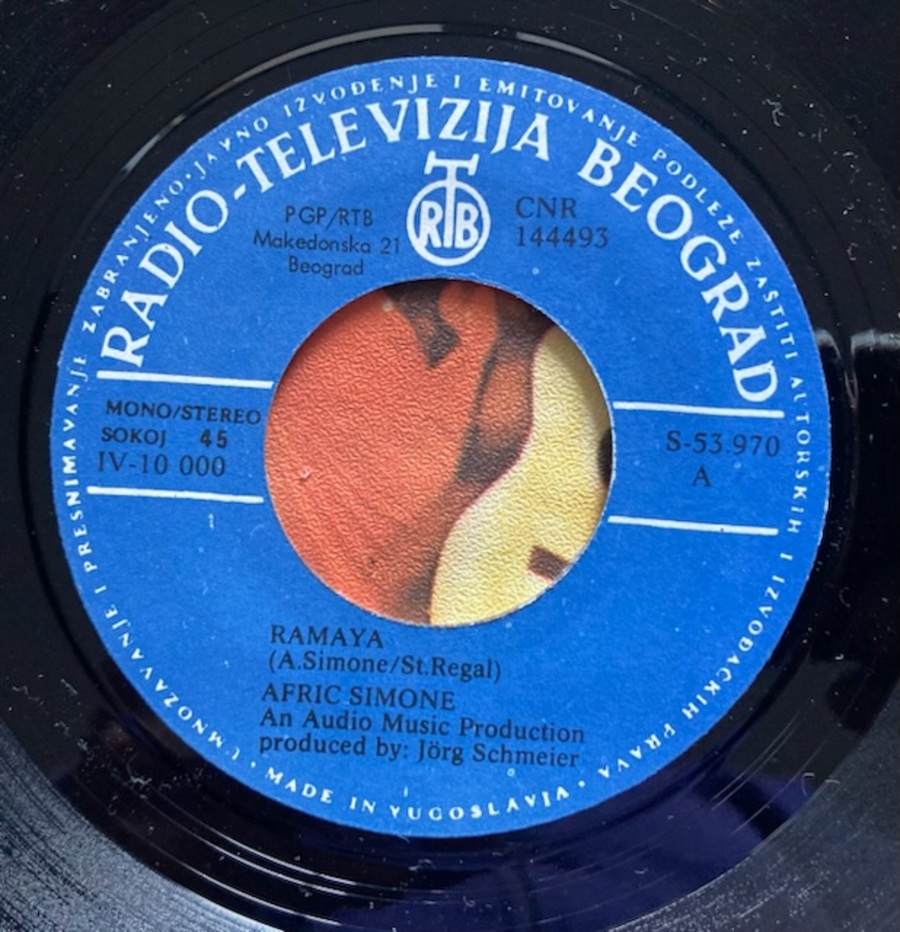 UMNOŽAVANJE I PRESNIMAVANJE ZABRANJENO • JAVNO IZVOĐENJE I EMITOVANJE PODLEŽE ZAŠTITI AUTORSKIH I IZVOĐAČKIH PRAVA • MADE IN YUGOSLAVIA •
RADIO-TELEVIZIJA BEOGRAD
PGP/RTB
Makedonska 21
Beograd
RTB
CNR
144493
MONO/STEREO
SOKOJ 45
IV-10 000
S-53.970
A
RAMAYA
(A.Simone/St.Regal)
AFRIC SIMONE
An Audio Music Production
produced by: Jörg Schmeier